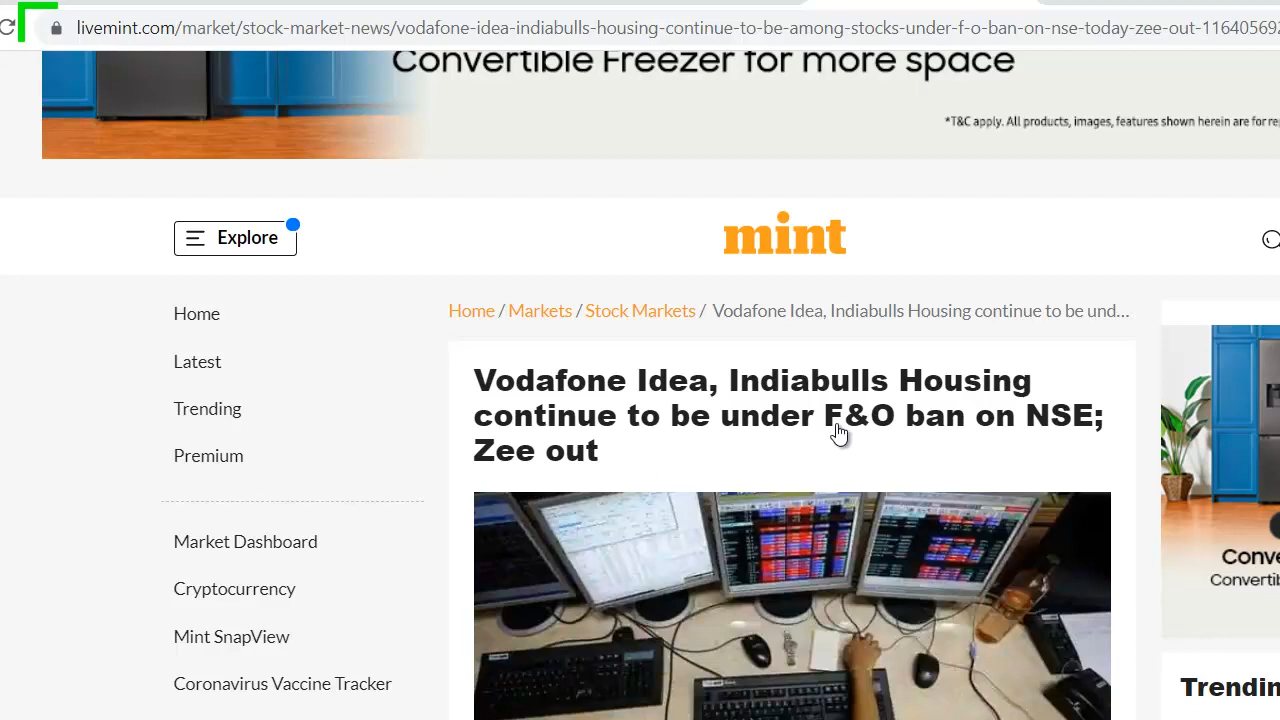 livemint.com/market/stock-market-news/vodafone-idea-indiabulls-housing-continue-to-be-among-stocks-under-f-o-ban-on-nse-today-zee-out-116405692
Convertible Freezer for more space
*T&C apply. All products, images, features shown herein are for re
Explore
mint
Home
Latest
Trending
Premium
Market Dashboard
Cryptocurrency
Mint SnapView
Coronavirus Vaccine Tracker
Home / Markets / Stock Markets / Vodafone Idea, Indiabulls Housing continue to be und...
Vodafone Idea, Indiabulls Housing
continue to be under F&O ban on NSE;
Zee out
Conve
Convertib
Trendin